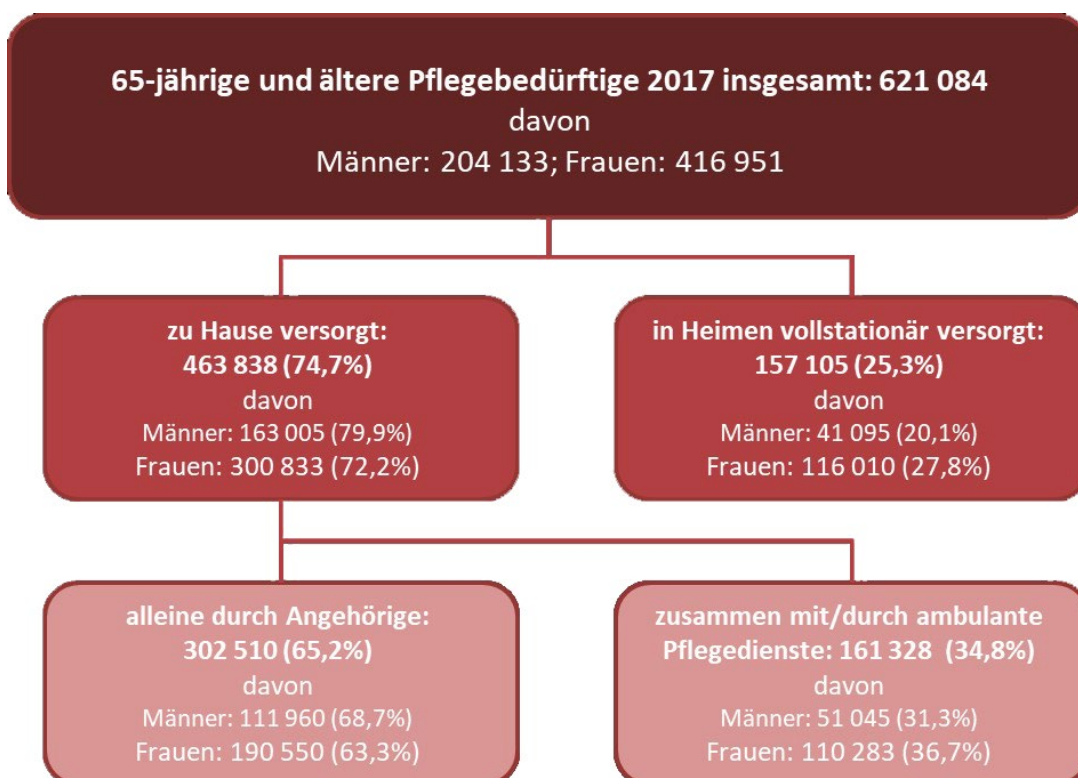 65-jährige und ältere Pflegebedürftige 2017 insgesamt: 621 084
davon
Männer: 204 133; Frauen: 416 951
zu Hause versorgt:
463 838 (74,7%)
davon
Männer: 163 005 (79,9%)
Frauen: 300 833 (72,2%)
in Heimen vollstationär versorgt:
157 105 (25,3%)
davon
Männer: 41 095 (20,1%)
Frauen: 116 010 (27,8%)
alleine durch Angehörige:
302 510 (65,2%)
davon
Männer: 111 960 (68,7%)
Frauen: 190 550 (63,3%)
zusammen mit/durch ambulante
Pflegedienste: 161 328 (34,8%)
davon
Männer: 51 045 (31,3%)
Frauen: 110 283 (36,7%)